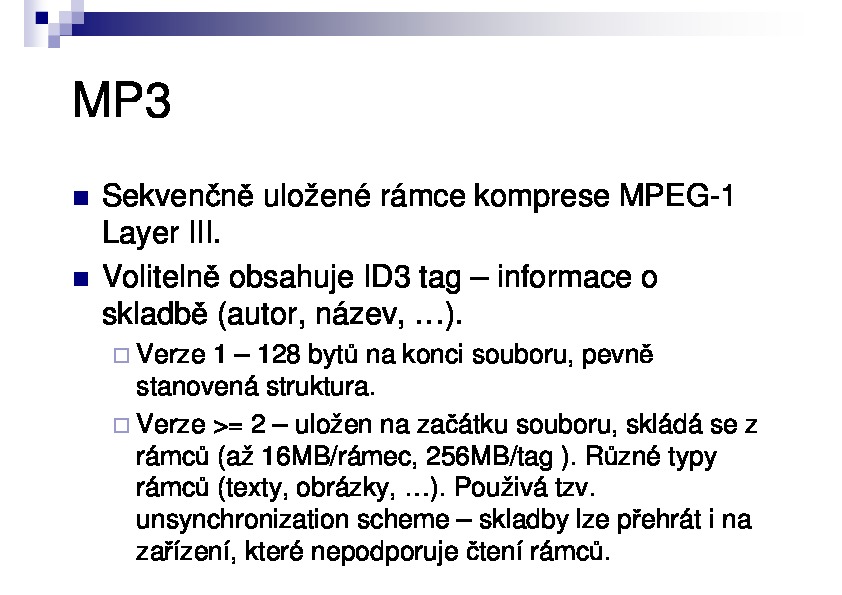 MP3
Sekvenčně uložené rámce komprese MPEG-1
Layer III.
Volitelně obsahuje ID3 tag – informace o
skladbě (autor, název, …).
Verze 1 – 128 bytů na konci souboru, pevně
stanovená struktura.
Verze >= 2 – uložen na začátku souboru, skládá se z
rámců (až 16MB/rámec, 256MB/tag ). Různé typy
rámců (texty, obrázky, …). Použivá tzv.
unsynchronization scheme – skladby lze přehrát i na
zařízení, které nepodporuje čtení rámců.